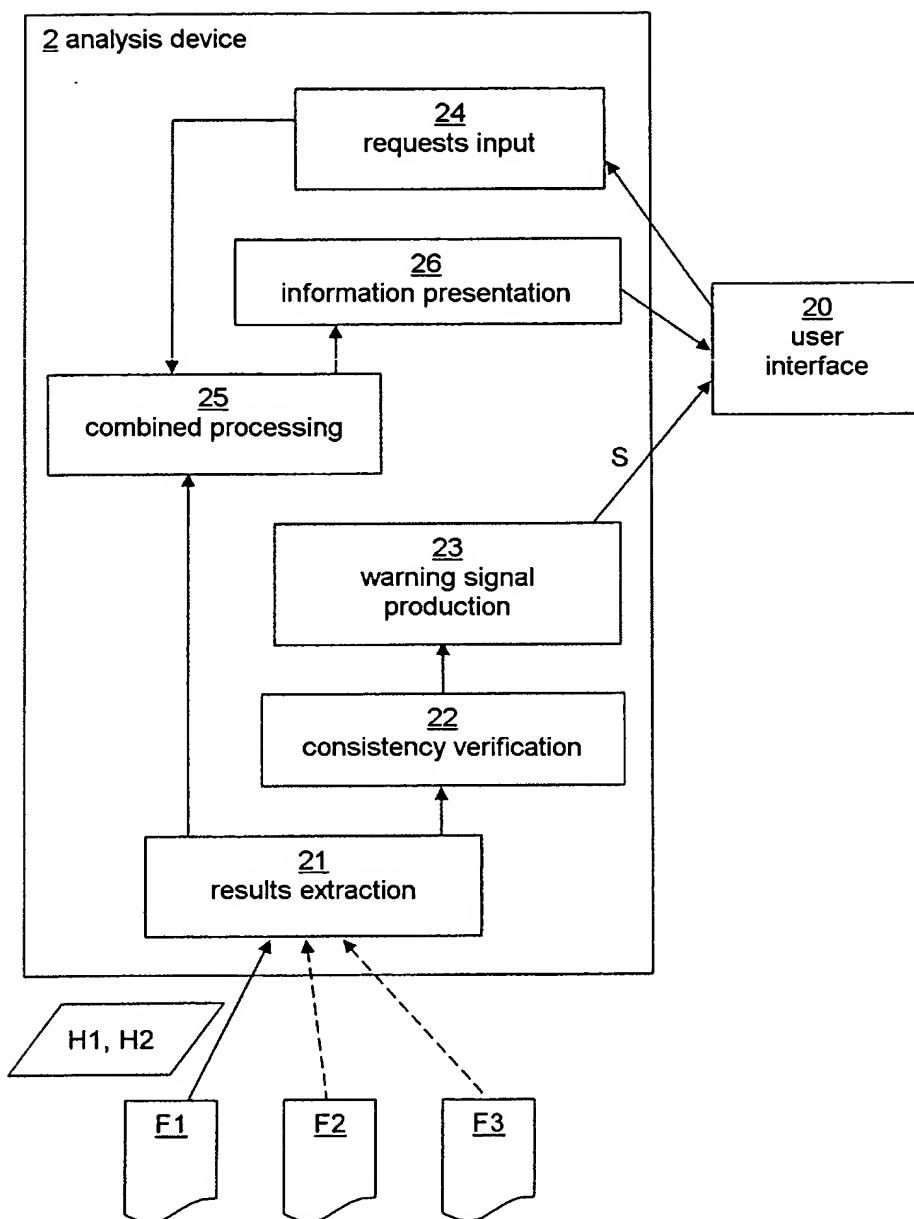 2 analysis device
24
requests input
26
information presentation
20
user
interface
25
combined processing
S
23
warning signal
production
22
consistency verification
21
results extraction
H1, H2
F1
F2
F3